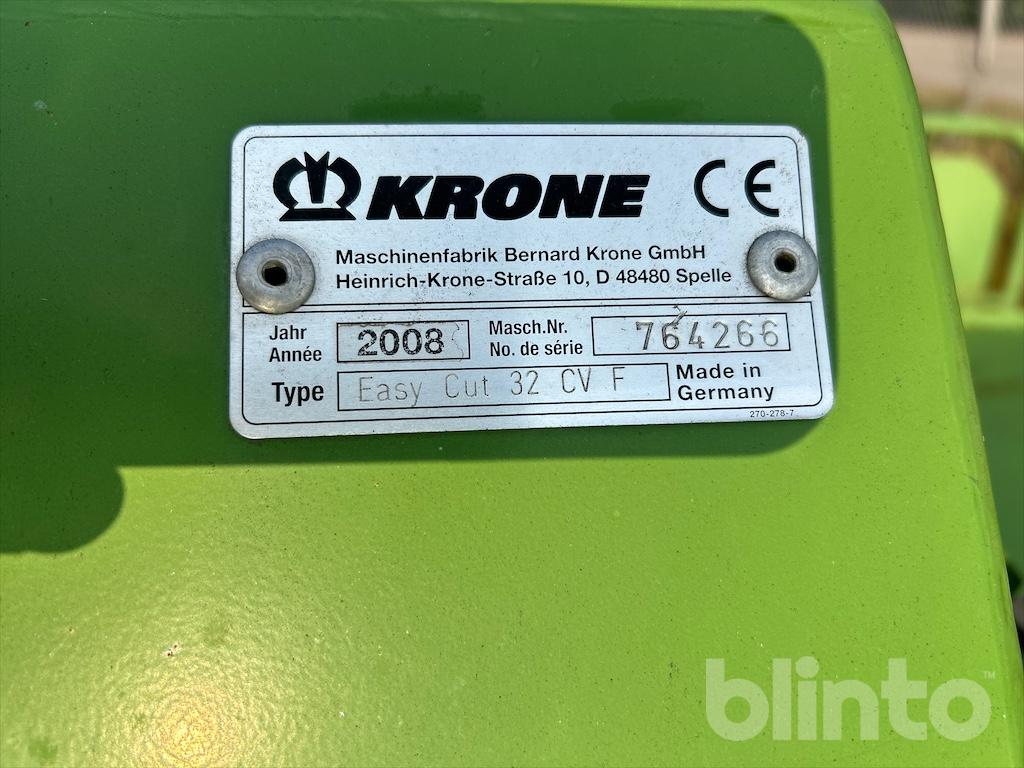 KRONE CE
Maschinenfabrik Bernard Krone GmbH
Heinrich-Krone-Straße 10, D 48480 Spelle
Jahr
Année
2008
Masch.Nr.
No. de série
764266
Type
Easy Cut 32 CV F
Made in
Germany
270-278-7
blinto™